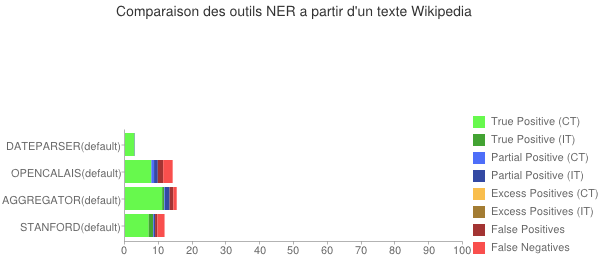 Comparaison des outils NER a partir d'un texte Wikipedia
DATEPARSER(default)
OPENCALAIS(default)
AGGREGATOR(default)
STANFORD(default)
0 10 20 30 40 50 60 70 80 90 100
True Positive (CT)
True Positive (IT)
Partial Positive (CT)
Partial Positive (IT)
Excess Positives (CT)
Excess Positives (IT)
False Positives
False Negatives